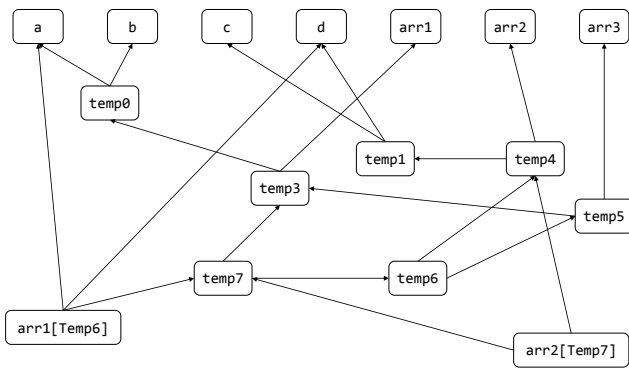 a
b
c
d
arr1
arr2
arr3
temp0
temp1
temp4
temp3
temp5
temp7
temp6
arr1[Temp6]
arr2[Temp7]